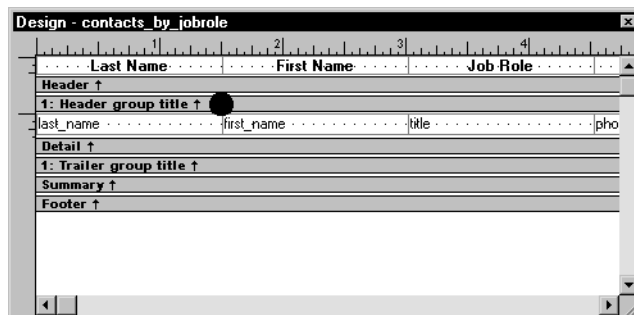 Design - contacts_by_jobrole
1 2 3 4
Last Name First Name Job Role
Header ↑
1: Header group title ↑
last_name first_name title pho
Detail ↑
1: Trailer group title ↑
Summary ↑
Footer ↑